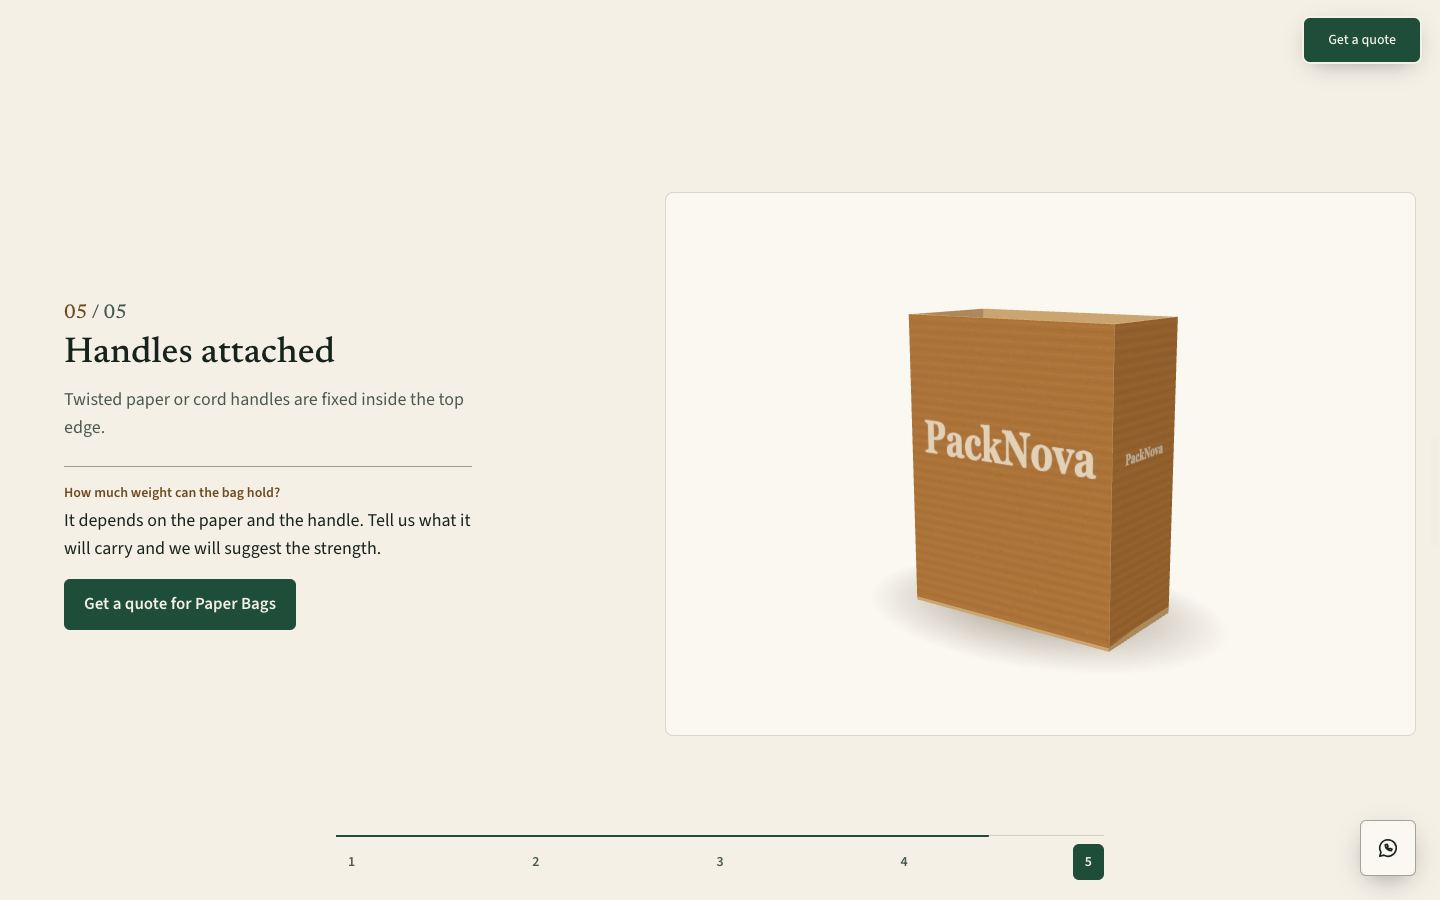 Get a quote
05 / 05
Handles attached
Twisted paper or cord handles are fixed inside the top
edge.
How much weight can the bag hold?
It depends on the paper and the handle. Tell us what it
will carry and we will suggest the strength.
Get a quote for Paper Bags
PackNova
PackNova
1
2
3
4
5